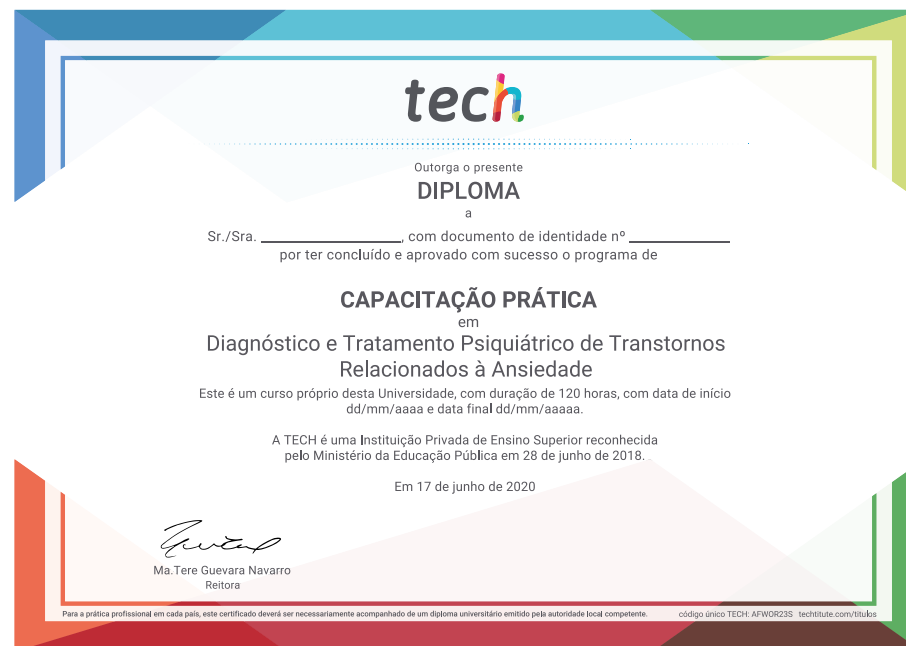 tech
Outorga o presente
DIPLOMA
a
Sr./Sra. ____________________, com documento de identidade nº ______________
por ter concluído e aprovado com sucesso o programa de
CAPACITAÇÃO PRÁTICA
em
Diagnóstico e Tratamento Psiquiátrico de Transtornos
Relacionados à Ansiedade
Este é um curso próprio desta Universidade, com duração de 120 horas, com data de início
dd/mm/aaaa e data final dd/mm/aaaaa.
A TECH é uma Instituição Privada de Ensino Superior reconhecida
pelo Ministério da Educação Pública em 28 de junho de 2018.
Em 17 de junho de 2020
Ma.Tere Guevara Navarro
Reitora
Para a prática profissional em cada país, este certificado deverá ser necessariamente acompanhado de um diploma universitário emitido pela autoridade local competente. código único TECH: AFWOR23S techtitute.com/titulos